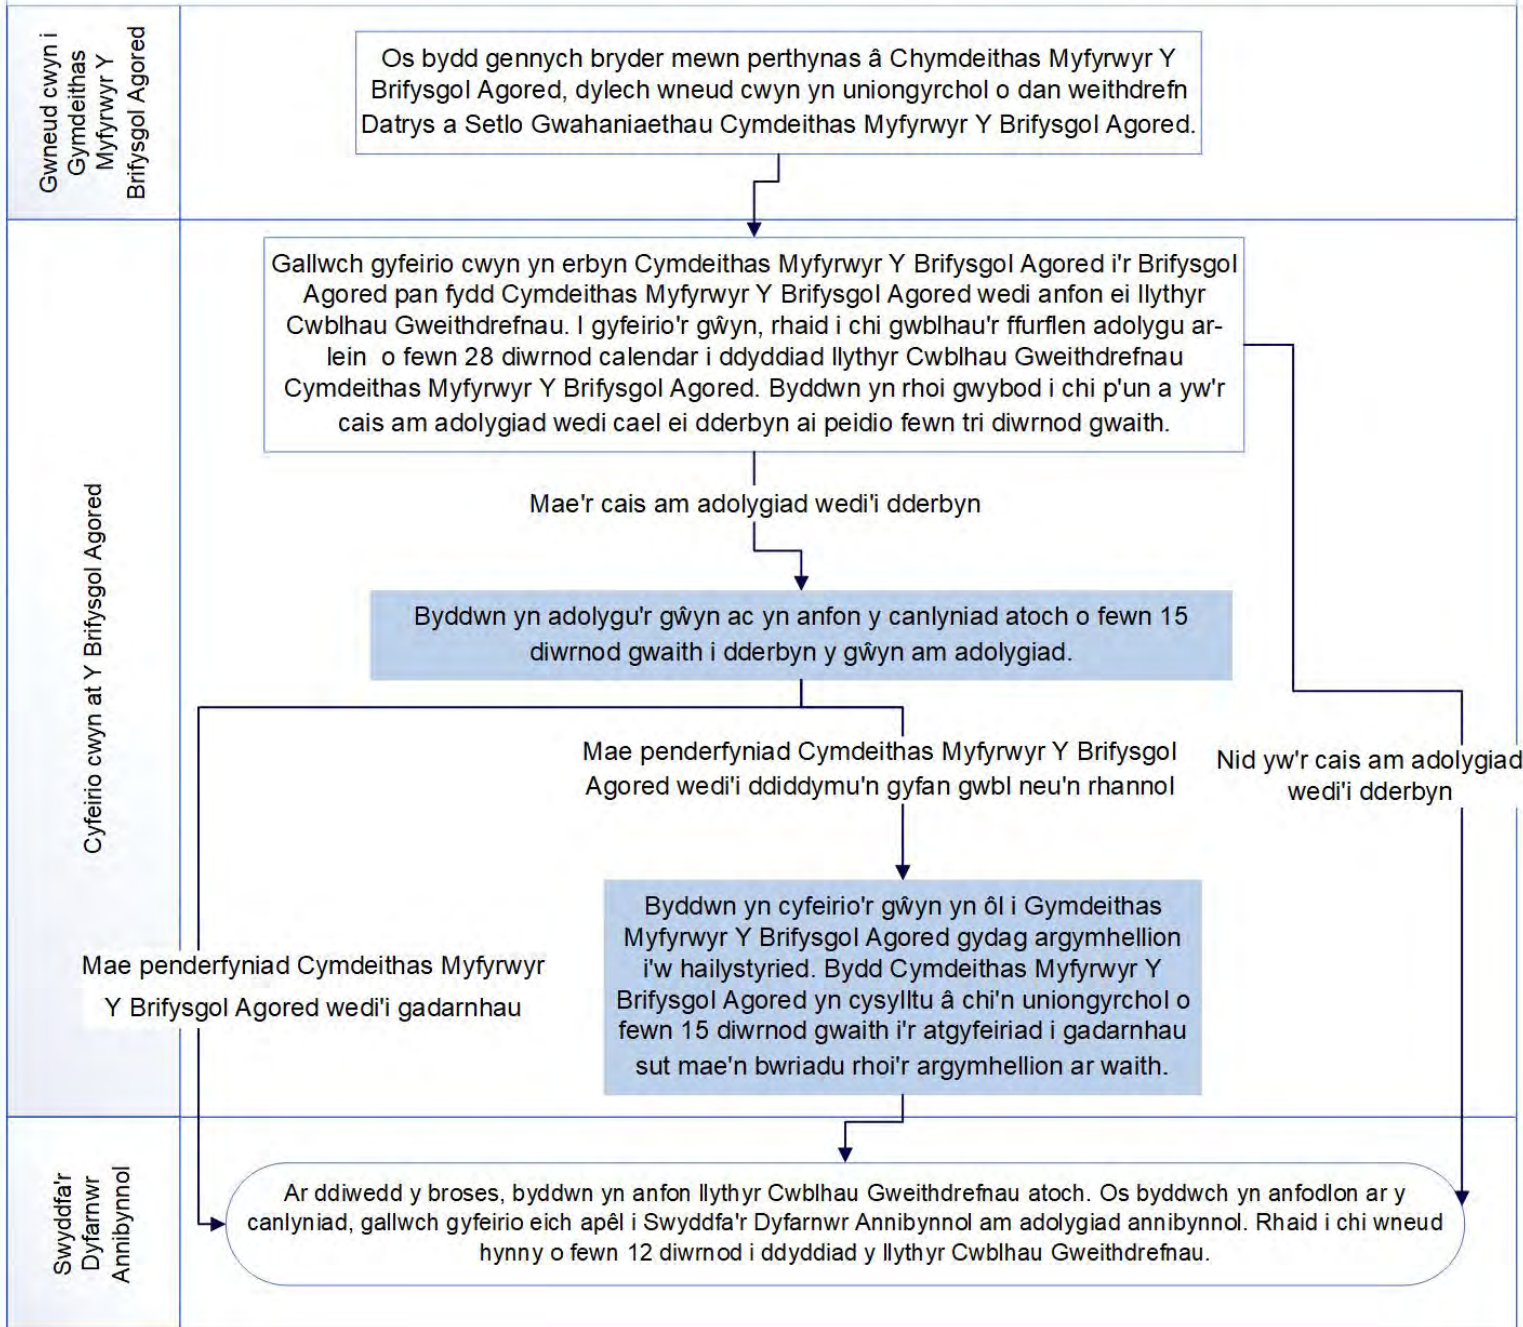 Gwneud cwyn i
Gymdeithas
Myfyrwyr Y
Brifysgol Agored
Os bydd gennych bryder mewn perthynas â Chymdeithas Myfyrwyr Y
Brifysgol Agored, dylech wneud cwyn yn uniongyrchol o dan weithdrefn
Datrys a Setlo Gwahaniaethau Cymdeithas Myfyrwyr Y Brifysgol Agored.
Cyfeirio cwyn at Y Brifysgol Agored
Gallwch gyfeirio cwyn yn erbyn Cymdeithas Myfyrwyr Y Brifysgol Agored i'r Brifysgol
Agored pan fydd Cymdeithas Myfyrwyr Y Brifysgol Agored wedi anfon ei llythyr
Cwblhau Gweithdrefnau. I gyfeirio'r gŵyn, rhaid i chi gwblhau'r ffurflen adolygu ar-
lein o fewn 28 diwrnod calendar i ddyddiad llythyr Cwblhau Gweithdrefnau
Cymdeithas Myfyrwyr Y Brifysgol Agored. Byddwn yn rhoi gwybod i chi p'un a yw'r
cais am adolygiad wedi cael ei dderbyn ai peidio fewn tri diwrnod gwaith.
Mae'r cais am adolygiad wedi'i dderbyn
Byddwn yn adolygu'r gŵyn ac yn anfon y canlyniad atoch o fewn 15
diwrnod gwaith i dderbyn y gŵyn am adolygiad.
Mae penderfyniad Cymdeithas Myfyrwyr Y Brifysgol
Agored wedi'i ddiddymu'n gyfan gwbl neu'n rhannol
Nid yw'r cais am adolygiad
wedi'i dderbyn
Byddwn yn cyfeirio'r gŵyn yn ôl i Gymdeithas
Myfyrwyr Y Brifysgol Agored gydag argymhellion
i'w hailystyried. Bydd Cymdeithas Myfyrwyr Y
Brifysgol Agored yn cysylltu â chi'n uniongyrchol o
fewn 15 diwrnod gwaith i'r atgyfeiriad i gadarnhau
sut mae'n bwriadu rhoi'r argymhellion ar waith.
Mae penderfyniad Cymdeithas Myfyrwyr
Y Brifysgol Agored wedi'i gadarnhau
Swyddfa'r
Dyfarnwr
Annibynnol
Ar ddiwedd y broses, byddwn yn anfon llythyr Cwblhau Gweithdrefnau atoch. Os byddwch yn anfodlon ar y
canlyniad, gallwch gyfeirio eich apêl i Swyddfa'r Dyfarnwr Annibynnol am adolygiad annibynnol. Rhaid i chi wneud
hynny o fewn 12 diwrnod i ddyddiad y llythyr Cwblhau Gweithdrefnau.